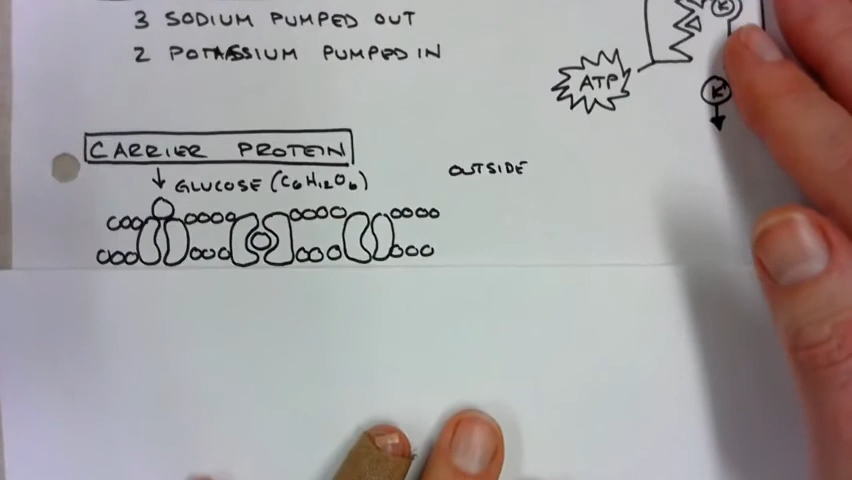 3 SODIUM PUMPED OUT
2 POTASSIUM PUMPED IN
K
ATP
K
CARRIER PROTEIN
GLUCOSE (C6H12O6)
OUTSIDE